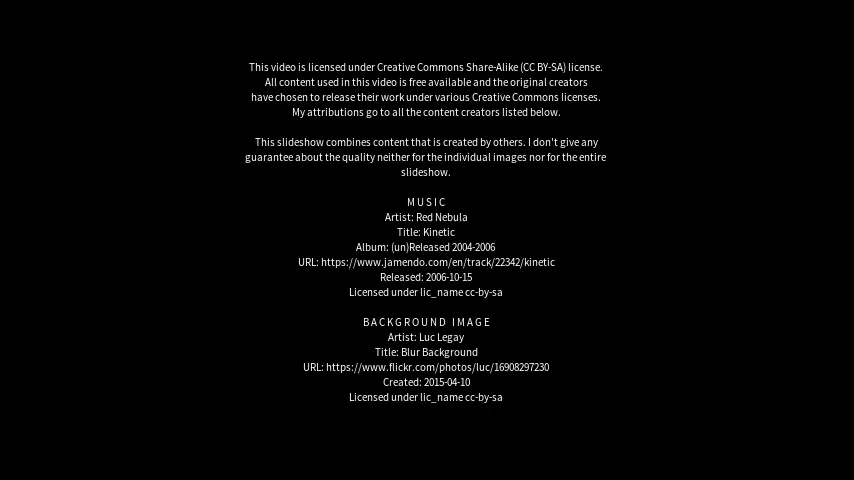 This video is licensed under Creative Commons Share-Alike (CC BY-SA) license.
All content used in this video is free available and the original creators
have chosen to release their work under various Creative Commons licenses.
My attributions go to all the content creators listed below.
This slideshow combines content that is created by others. I don't give any
guarantee about the quality neither for the individual images nor for the entire
slideshow.
MUSIC
Artist: Red Nebula
Title: Kinetic
Album: (un)Released 2004-2006
URL: https://www.jamendo.com/en/track/22342/kinetic
Released: 2006-10-15
Licensed under lic_name cc-by-sa
BACKGROUND IMAGE
Artist: Luc Legay
Title: Blur Background
URL: https://www.flickr.com/photos/luc/16908297230
Created: 2015-04-10
Licensed under lic_name cc-by-sa